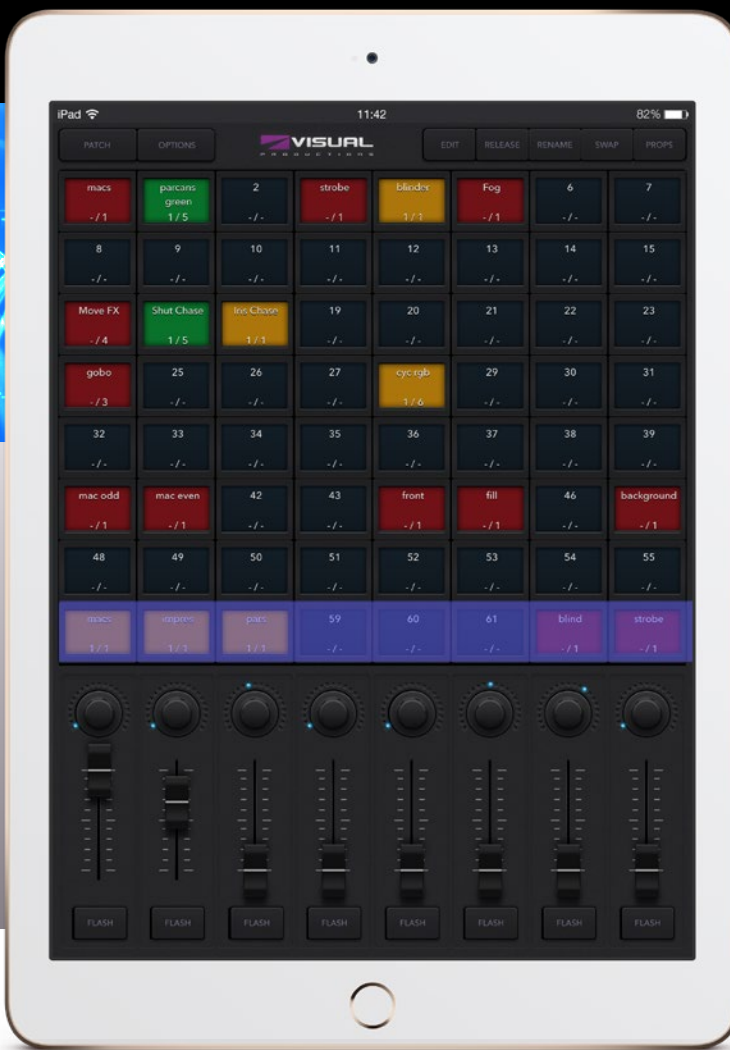 iPad 11:42 82%
PATCH OPTIONS VISUAL EDIT RELEASE RENAME SWAP PROPS
PRODUCTIONS
macs parcans 2 strobe blinder Fog 6 7
green
-/1 1/5 -/- -/1 1/1 -/1 -/- -/-
8 9 10 11 12 13 14 15
-/- -/- -/- -/- -/- -/- -/- -/-
Move FX Shut Chase Iris Chase 19 20 21 22 23
-/4 1/5 1/1 -/- -/- -/- -/- -/-
gobo 25 26 27 cyc rgb 29 30 31
-/3 -/- -/- -/- 1/6 -/- -/- -/-
32 33 34 35 36 37 38 39
-/- -/- -/- -/- -/- -/- -/- -/-
mac odd mac even 42 43 front fill 46 background
-/1 -/1 -/- -/- -/1 -/1 -/- -/1
48 49 50 51 52 53 54 55
-/- -/- -/- -/- -/- -/- -/- -/-
macs impres pars 59 60 61 blind strobe
1/1 1/1 1/1 -/- -/- -/- -/1 -/1
FLASH FLASH FLASH FLASH FLASH FLASH FLASH FLASH